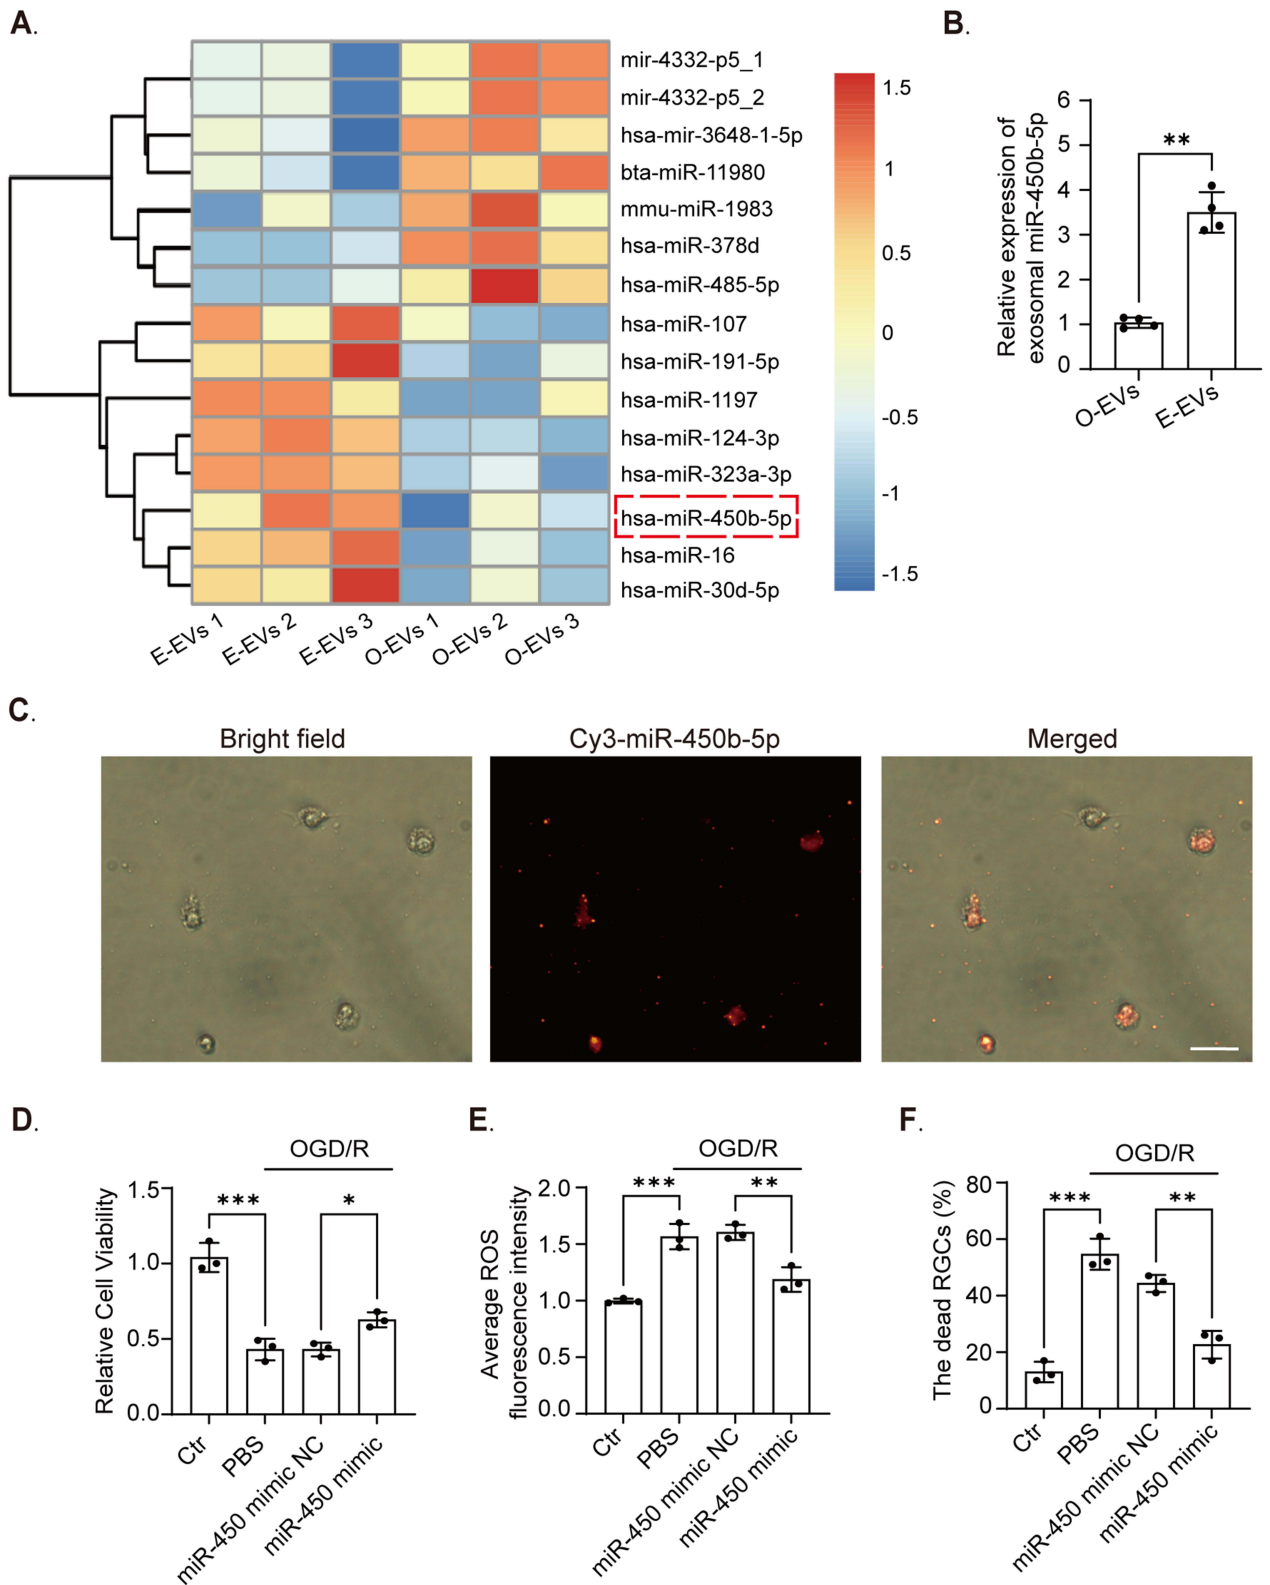 A.
mir-4332-p5_1
mir-4332-p5_2
hsa-mir-3648-1-5p
bta-miR-11980
mmu-miR-1983
hsa-miR-378d
hsa-miR-485-5p
hsa-miR-107
hsa-miR-191-5p
hsa-miR-1197
hsa-miR-124-3p
hsa-miR-323a-3p
hsa-miR-450b-5p
hsa-miR-16
hsa-miR-30d-5p
E-EVs 1
E-EVs 2
E-EVs 3
O-EVs 1
O-EVs 2
O-EVs 3
1.5
1
0.5
0
-0.5
-1
-1.5
B.
Relative expression of
exosomal miR-450b-5p
6
5
4
3
2
1
0
**
O-EVs
E-EVs
C.
Bright field
Cy3-miR-450b-5p
Merged
D.
OGD/R
Relative Cell Viability
1.5
1.0
0.5
0.0
***
*
Ctr
PBS
miR-450 mimic NC
miR-450 mimic
E.
OGD/R
Average ROS
fluorescence intensity
2.0
1.5
1.0
0.5
0.0
***
**
Ctr
PBS
miR-450 mimic NC
miR-450 mimic
F.
OGD/R
The dead RGCs (%)
80
60
40
20
0
***
**
Ctr
PBS
miR-450 mimic NC
miR-450 mimic